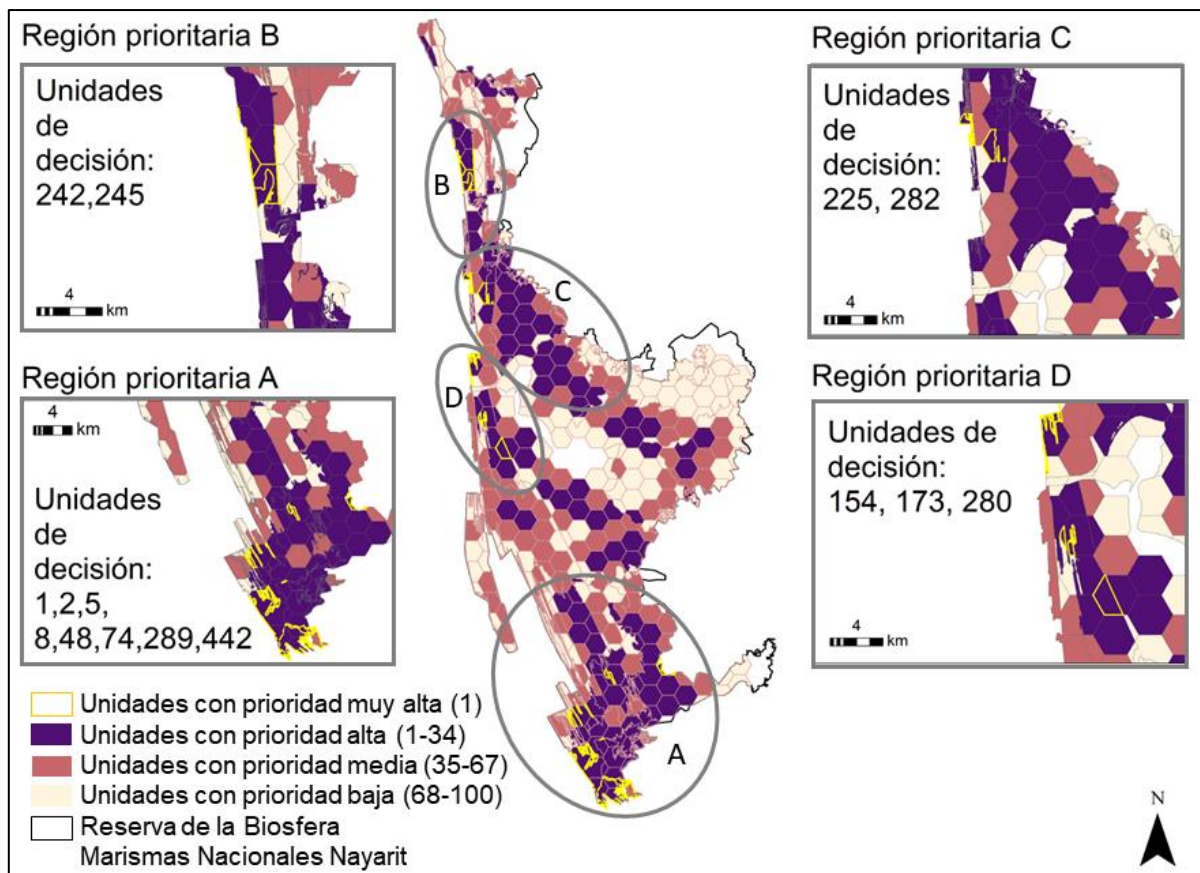 Región prioritaria B
Unidades
de
decisión:
242,245
4
km
Región prioritaria C
Unidades
de
decisión:
225, 282
4
km
B
C
D
A
Región prioritaria A
4
km
Unidades
de
decisión:
1,2,5,
8,48,74,289,442
Región prioritaria D
Unidades de
decisión:
154, 173, 280
4
km
Unidades con prioridad muy alta (1)
Unidades con prioridad alta (1-34)
Unidades con prioridad media (35-67)
Unidades con prioridad baja (68-100)
Reserva de la Biosfera
Marismas Nacionales Nayarit
N